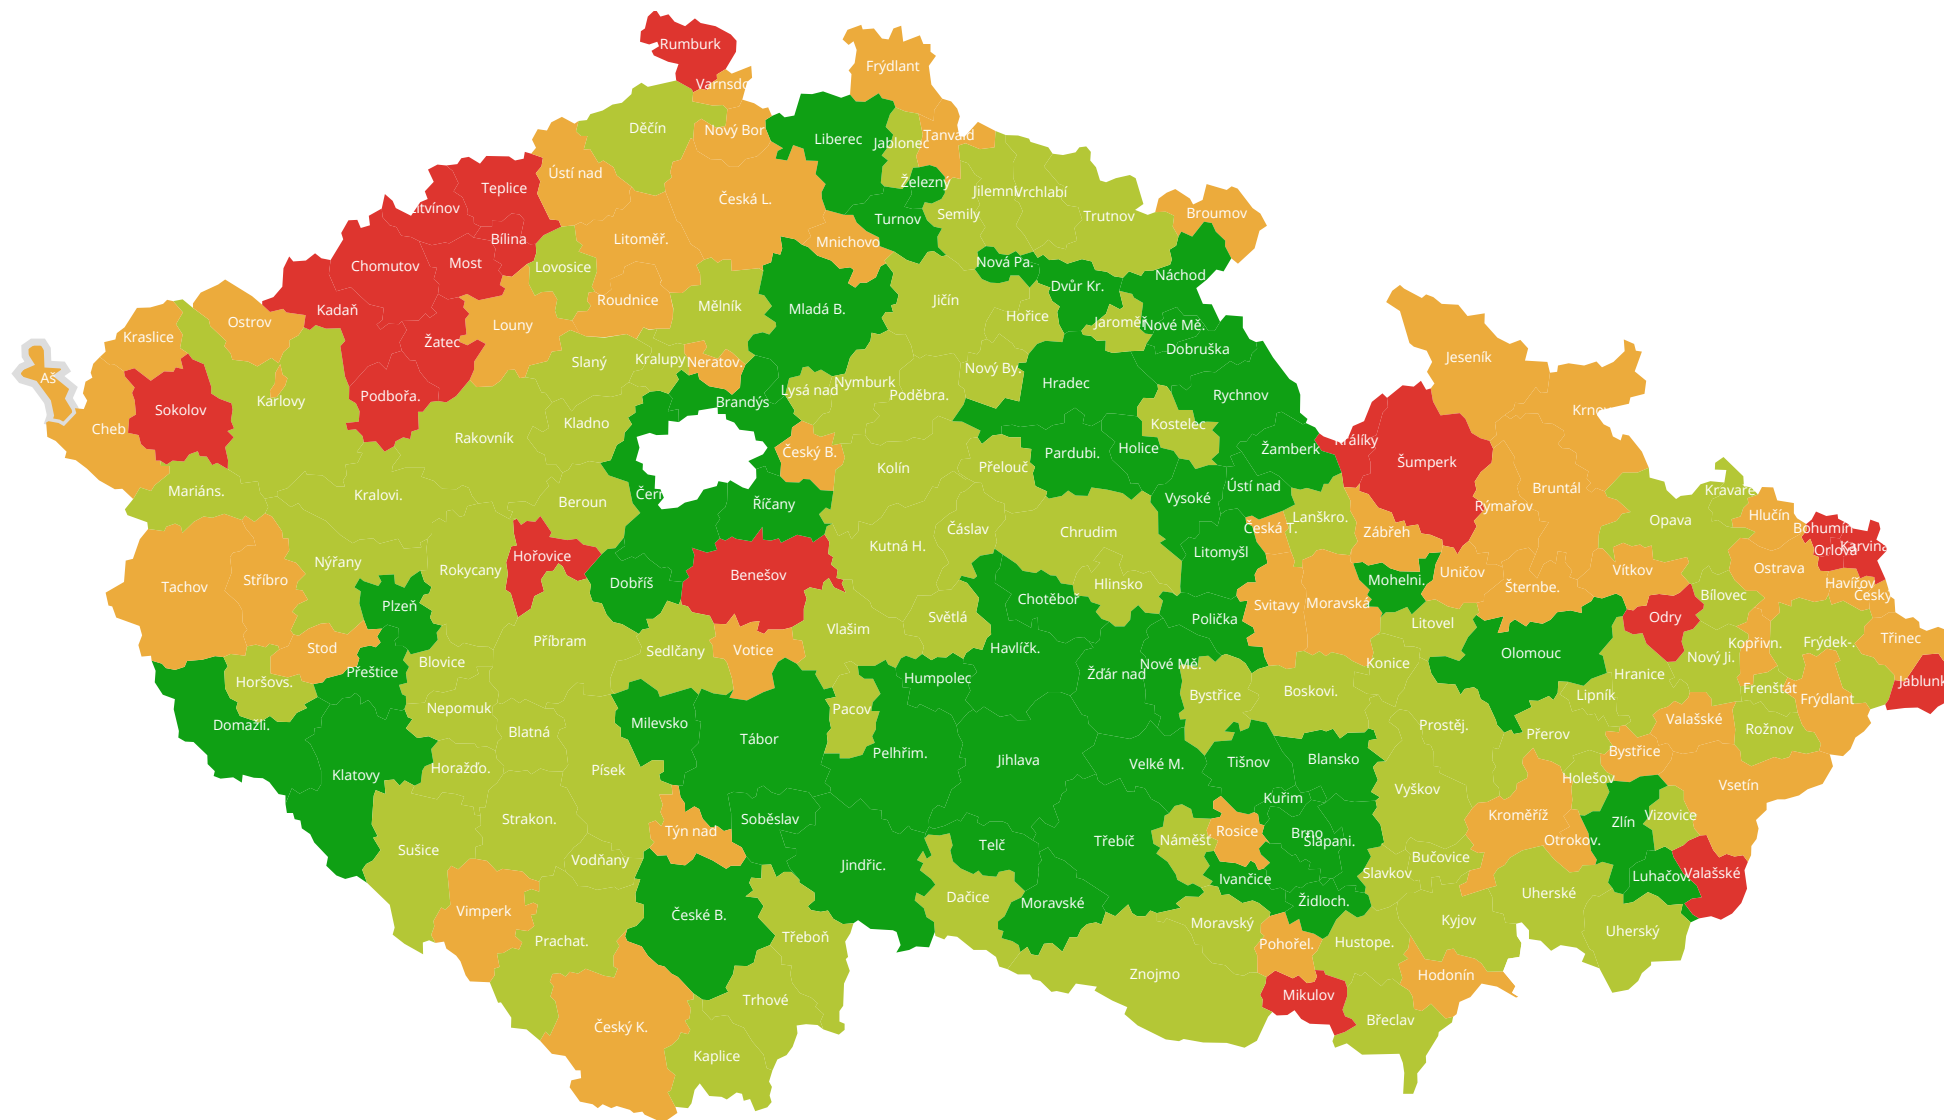 Rumburk
Frýdlant
Varnsdo
Děčín
Nový Bor
Liberec
Jablonec
Tanvald
Ústí nad
Teplice
Železný
Jilemni
Vrchlabí
Česká L.
itvínov
Semily
Trutnov
Broumov
Turnov
Bílina
Litoměř.
Mnichovo
Most
Chomutov
Lovosice
Nová Pa.
Náchod
Dvůr Kr.
Roudnice
Mělník
Mladá B.
Jičín
Kadaň
Hořice
Ostrov
Louny
Jaroměř
Nové Mě.
Kraslice
Žatec
Dobruška
Slaný
Kralupy
Neratov.
Jeseník
Aš
Nový By.
Nymburk
Hradec
Lysá nad
Poděbra.
Rychnov
Podbořa.
Karlovy
Brandýs
Sokolov
Krnov
Cheb
Kladno
Kostelec
Rakovník
Králíky
Český B.
Pardubi.
Holice
Žamberk
Šumperk
Kolín
Přelouč
Mariáns.
Kralovi.
Ústí nad
Bruntál
Kravaře
Čern
Vysoké
Beroun
Říčany
Rýmařov
Lanškro.
Opava
Hlučín
Čáslav
Chrudim
Česká T.
Zábřeh
Bohumín
Kutná H.
Karviná
Orlová
Hořovice
Litomyšl
Nýřany
Rokycany
Benešov
Uničov
Vítkov
Ostrava
Stříbro
Dobříš
Hlinsko
Mohelni.
Havířov
Tachov
Šternbe.
Český
Bílovec
Plzeň
Chotěboř
Svitavy
Moravská
Světlá
Polička
Odry
Litovel
Vlašim
Příbram
Třinec
Frýdek-.
Kopřivn.
Stod
Votice
Sedlčany
Havlíčk.
Olomouc
Nový Ji.
Blovice
Konice
Nové Mě.
Přeštice
Žďár nad
Hranice
Humpolec
Jablunk
Horšovs.
Frenštát
Boskovi.
Bystřice
Lipník
Frýdlant
Nepomuk
Pacov
Valašské
Milevsko
Domažli.
Prostěj.
Rožnov
Blatná
Přerov
Tábor
Bystřice
Pelhřim.
Jihlava
Blansko
Tišnov
Velké M.
Horažďo.
Písek
Klatovy
Holešov
Vsetín
Vyškov
Kuřim
Kroměříž
Vizovice
Strakon.
Soběslav
Zlín
Týn nad
Rosice
Brno
Šlapani.
Náměšť
Třebíč
Otrokov.
Telč
Sušice
Bučovice
Vodňany
Jindřic.
Slavkov
Valašské
Luhačov.
Ivančice
Uherské
Dačice
Židloch.
Moravské
Vimperk
České B.
Kyjov
Moravský
Uherský
Třeboň
Prachat.
Hustope.
Pohořel.
Znojmo
Hodonín
Mikulov
Trhové
Břeclav
Český K.
Kaplice